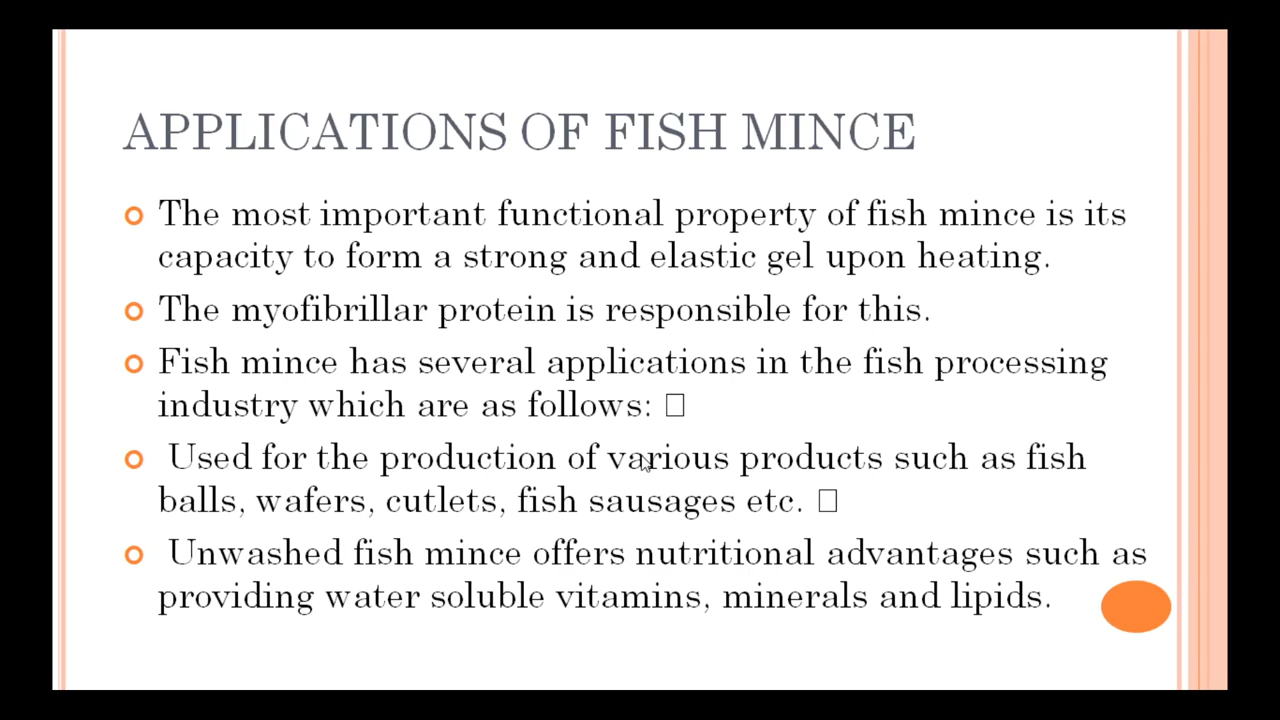 APPLICATIONS OF FISH MINCE
The most important functional property of fish mince is its
capacity to form a strong and elastic gel upon heating.
The myofibrillar protein is responsible for this.
Fish mince has several applications in the fish processing
industry which are as follows: □
Used for the production of various products such as fish
balls, wafers, cutlets, fish sausages etc. □
Unwashed fish mince offers nutritional advantages such as
providing water soluble vitamins, minerals and lipids.